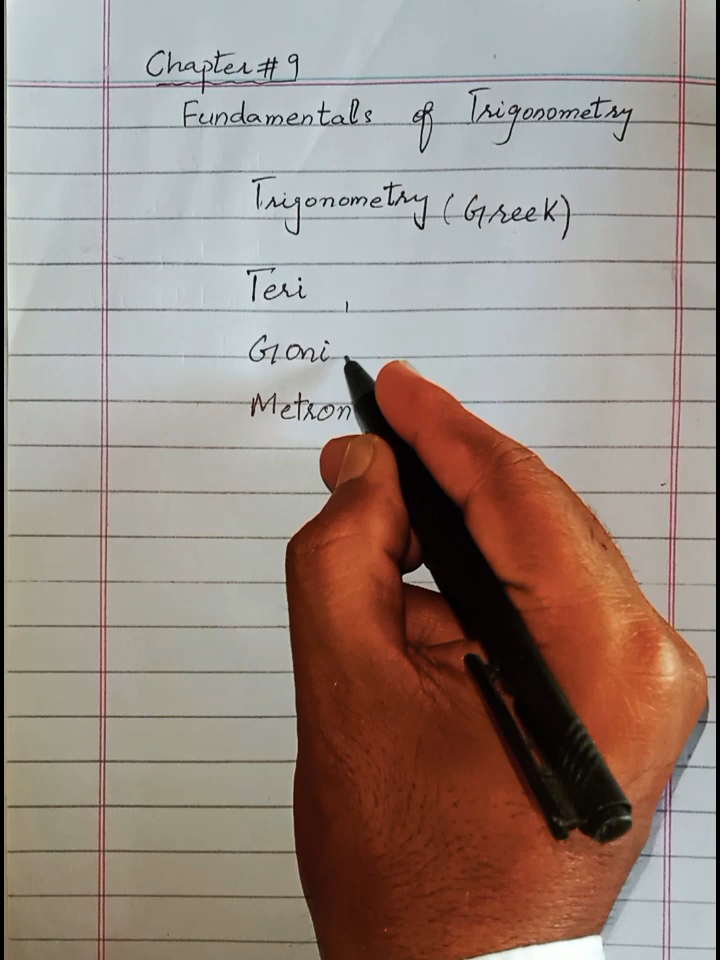 Chapter # 9
Fundamentals of Trigonometry
Trigonometry (Greek)
Teri ,
Goni
Metron